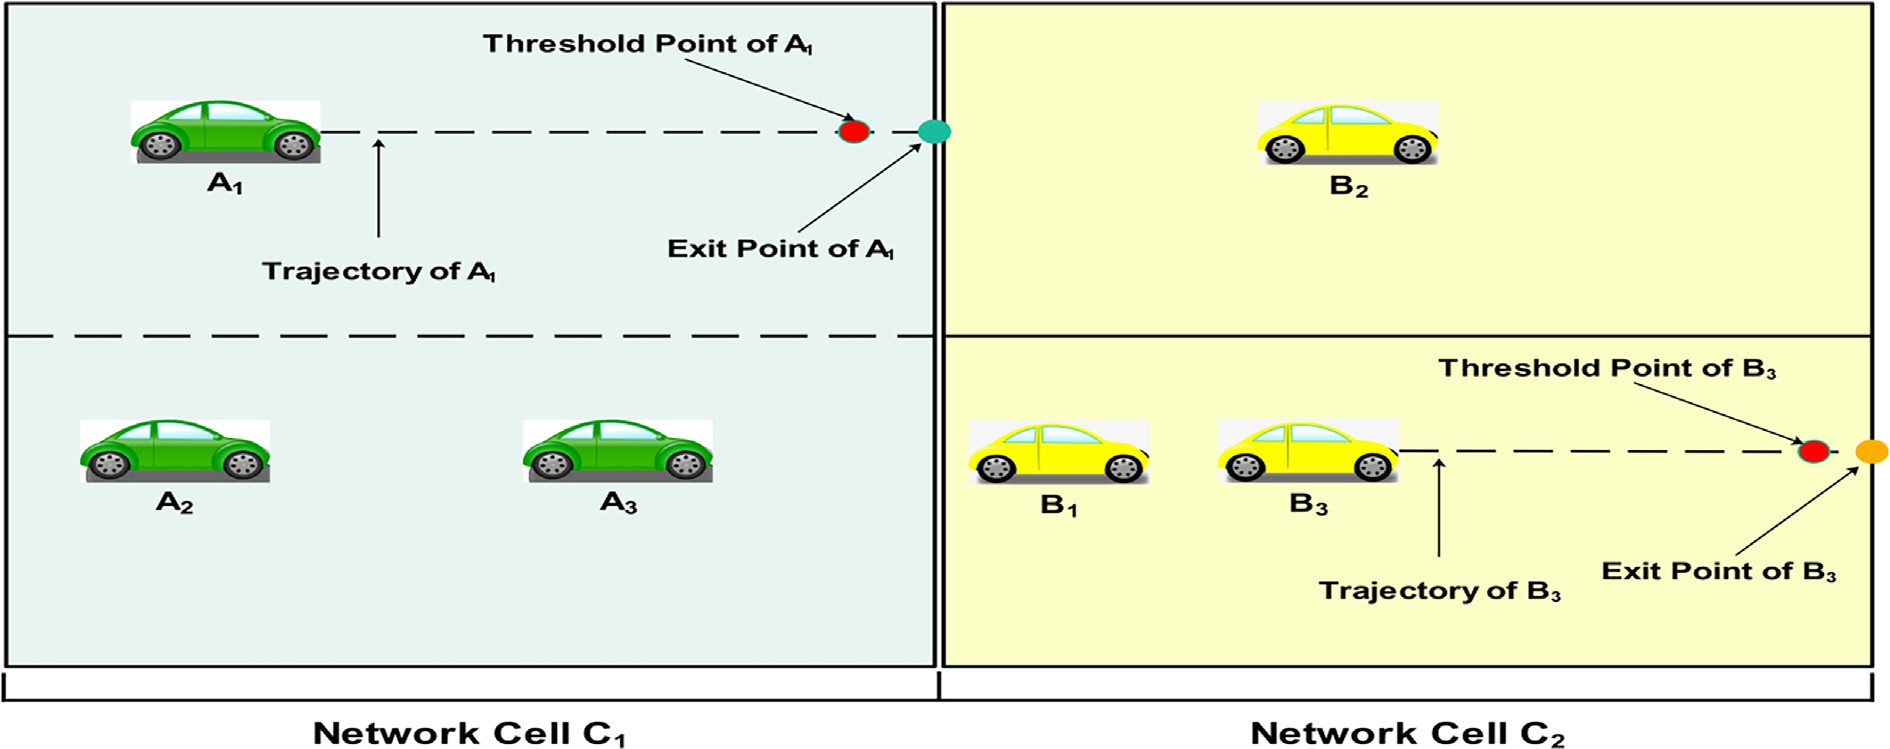 Threshold Point of A₁
A₁
B₂
Exit Point of A₁
Trajectory of A₁
Threshold Point of B₃
A₂
A₃
B₁
B₃
Exit Point of B₃
Trajectory of B₃
Network Cell C₁
Network Cell C₂